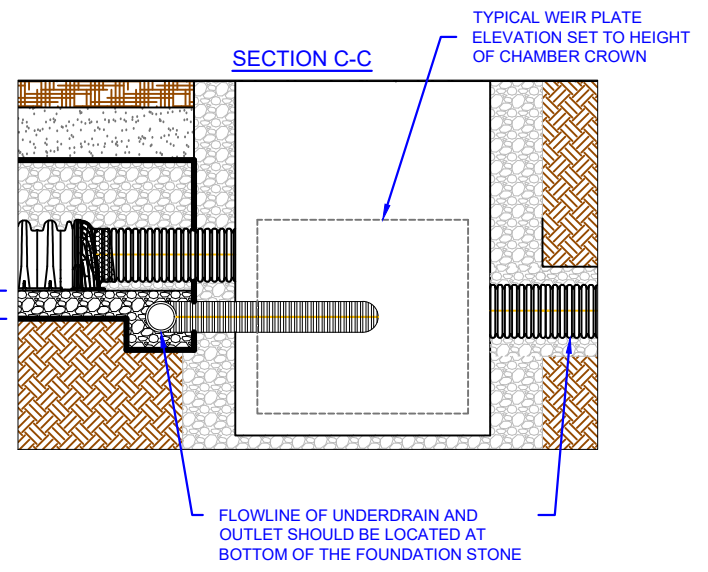 TYPICAL WEIR PLATE
ELEVATION SET TO HEIGHT
OF CHAMBER CROWN
SECTION C-C
FLOWLINE OF UNDERDRAIN AND
OUTLET SHOULD BE LOCATED AT
BOTTOM OF THE FOUNDATION STONE